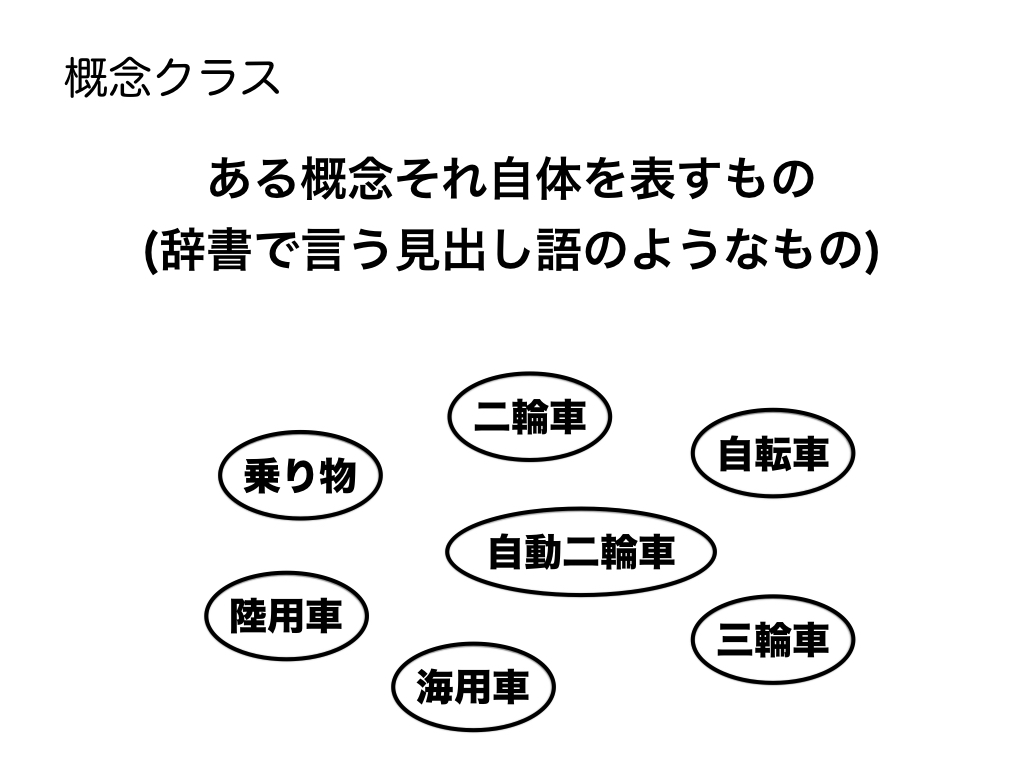 概念クラス
ある概念それ自体を表すもの
(辞書で言う見出し語のようなもの)
二輪車
自転車
乗り物
自動二輪車
陸用車
三輪車
海用車